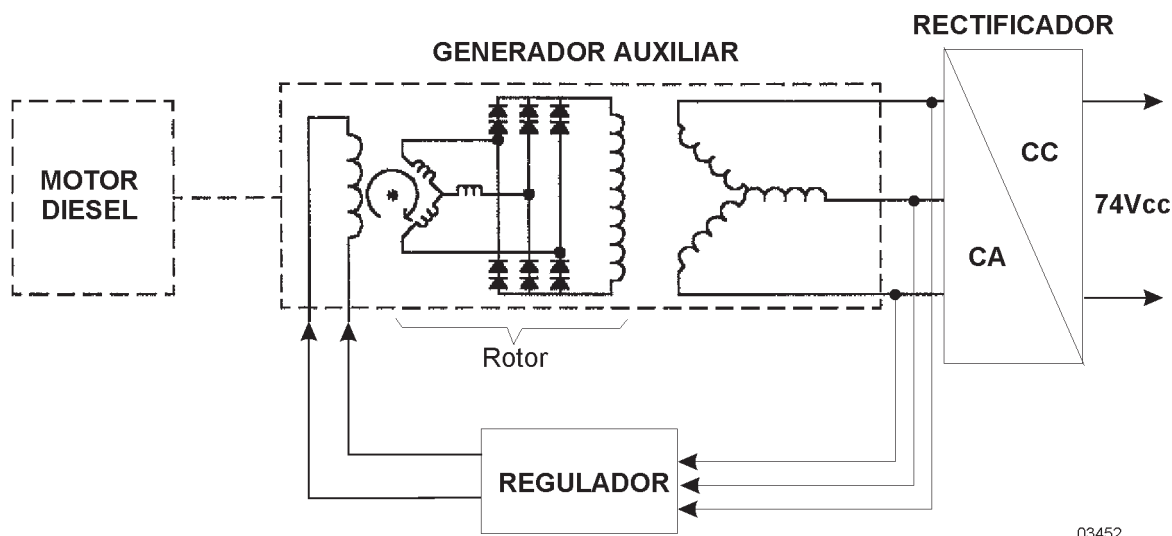 RECTIFICADOR
GENERADOR AUXILIAR
MOTOR
DIESEL
CC
74Vcc
CA
Rotor
REGULADOR
03452